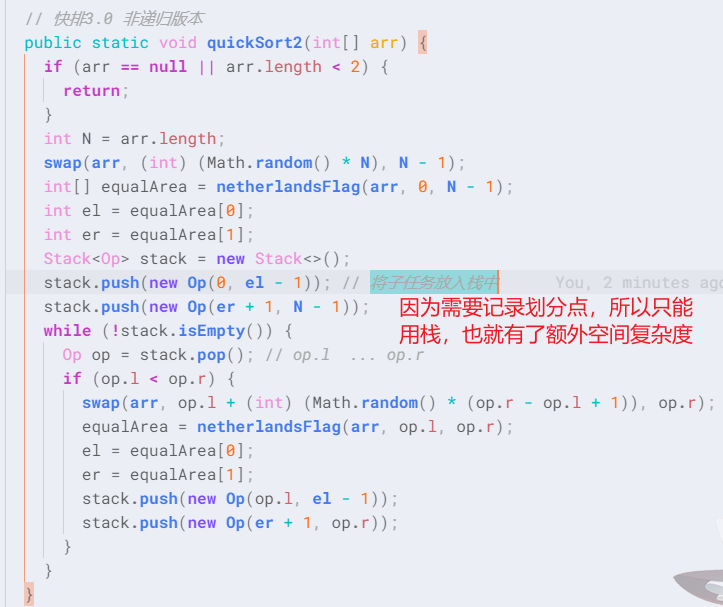 // 快排3.0 非递归版本
public static void quickSort2(int[] arr) {
if (arr == null || arr.length < 2) {
return;
}
int N = arr.length;
swap(arr, (int) (Math.random() * N), N - 1);
int[] equalArea = netherlandsFlag(arr, 0, N - 1);
int el = equalArea[0];
int er = equalArea[1];
Stack<Op> stack = new Stack<>();
stack.push(new Op(0, el - 1)); // 将子任务放入栈中 You, 2 minutes ago
stack.push(new Op(er + 1, N - 1)); 因为需要记录划分点，所以只能
while (!stack.isEmpty()) { 用栈，也就有了额外空间复杂度
Op op = stack.pop(); // op.l ... op.r
if (op.l < op.r) {
swap(arr, op.l + (int) (Math.random() * (op.r - op.l + 1)), op.r);
equalArea = netherlandsFlag(arr, op.l, op.r);
el = equalArea[0];
er = equalArea[1];
stack.push(new Op(op.l, el - 1));
stack.push(new Op(er + 1, op.r));
}
}
}